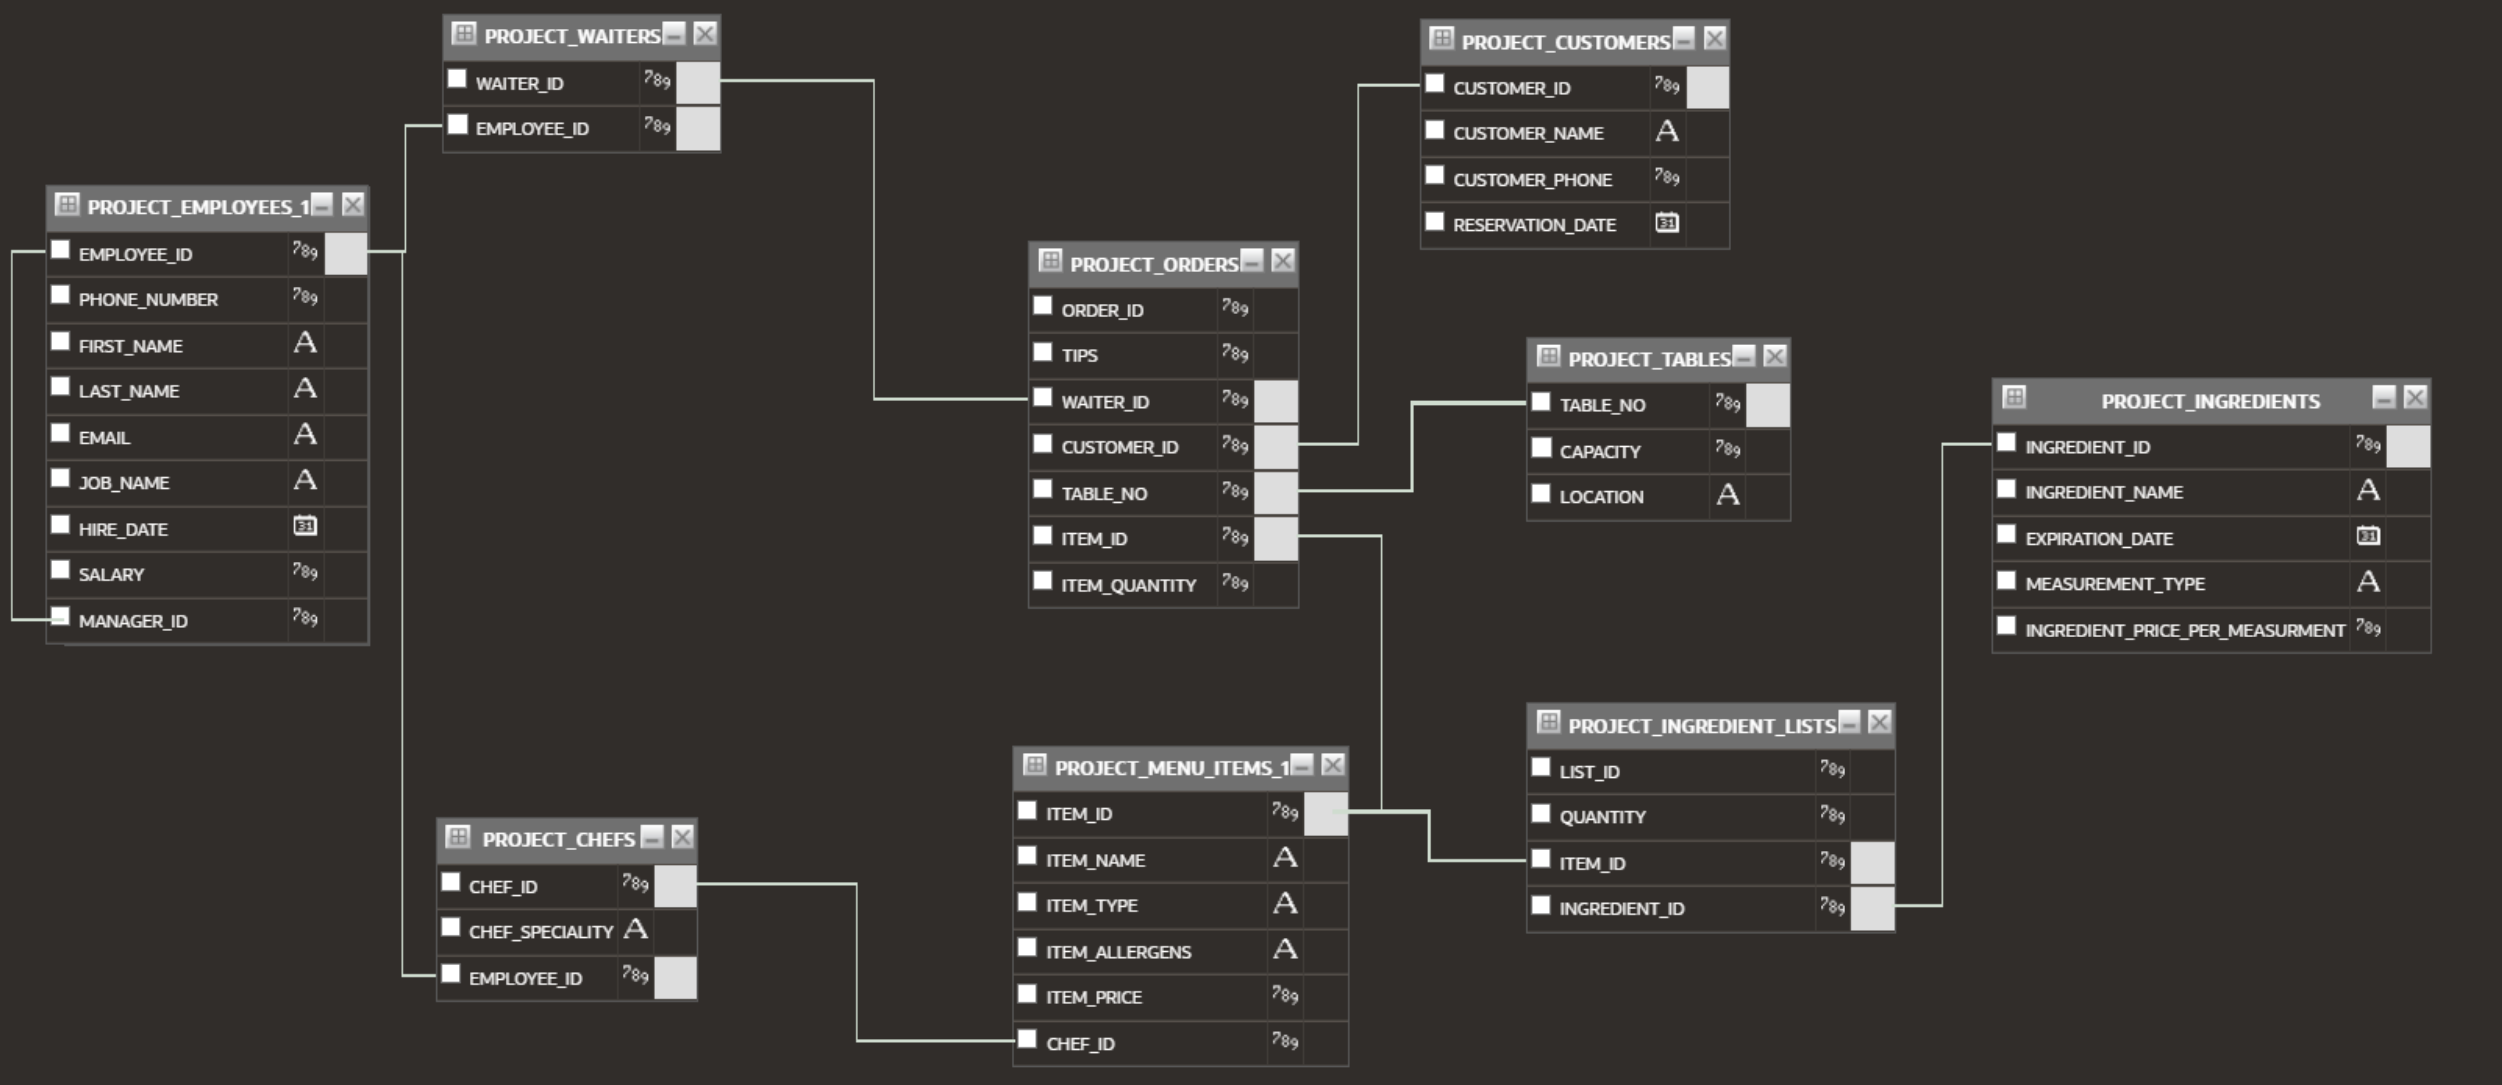 PROJECT_WAITERS
WAITER_ID 789
EMPLOYEE_ID 789
PROJECT_CUSTOMERS
CUSTOMER_ID 789
CUSTOMER_NAME A
CUSTOMER_PHONE 789
RESERVATION_DATE 31
PROJECT_EMPLOYEES_1
EMPLOYEE_ID 789
PHONE_NUMBER 789
FIRST_NAME A
LAST_NAME A
EMAIL A
JOB_NAME A
HIRE_DATE 31
SALARY 789
MANAGER_ID 789
PROJECT_ORDERS
ORDER_ID 789
TIPS 789
WAITER_ID 789
CUSTOMER_ID 789
TABLE_NO 789
ITEM_ID 789
ITEM_QUANTITY 789
PROJECT_TABLES
TABLE_NO 789
CAPACITY 789
LOCATION A
PROJECT_INGREDIENTS
INGREDIENT_ID 789
INGREDIENT_NAME A
EXPIRATION_DATE 31
MEASUREMENT_TYPE A
INGREDIENT_PRICE_PER_MEASURMENT 789
PROJECT_CHEFS
CHEF_ID 789
CHEF_SPECIALITY A
EMPLOYEE_ID 789
PROJECT_MENU_ITEMS_1
ITEM_ID 789
ITEM_NAME A
ITEM_TYPE A
ITEM_ALLERGENS A
ITEM_PRICE 789
CHEF_ID 789
PROJECT_INGREDIENT_LISTS
LIST_ID 789
QUANTITY 789
ITEM_ID 789
INGREDIENT_ID 789